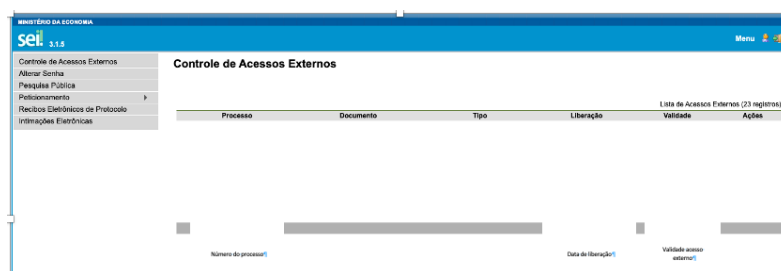 MINISTÉRIO DA ECONOMIA
sei! 3.1.5
Menu
Controle de Acessos Externos
Alterar Senha
Pesquisa Pública
Peticionamento
Recibos Eletrônicos de Protocolo
Intimações Eletrônicas
Controle de Acessos Externos
Lista de Acessos Externos (23 registros)
Processo Documento Tipo Liberação Validade Ações
Número do processo¶ Data de liberação¶ Validade acesso
externo¶